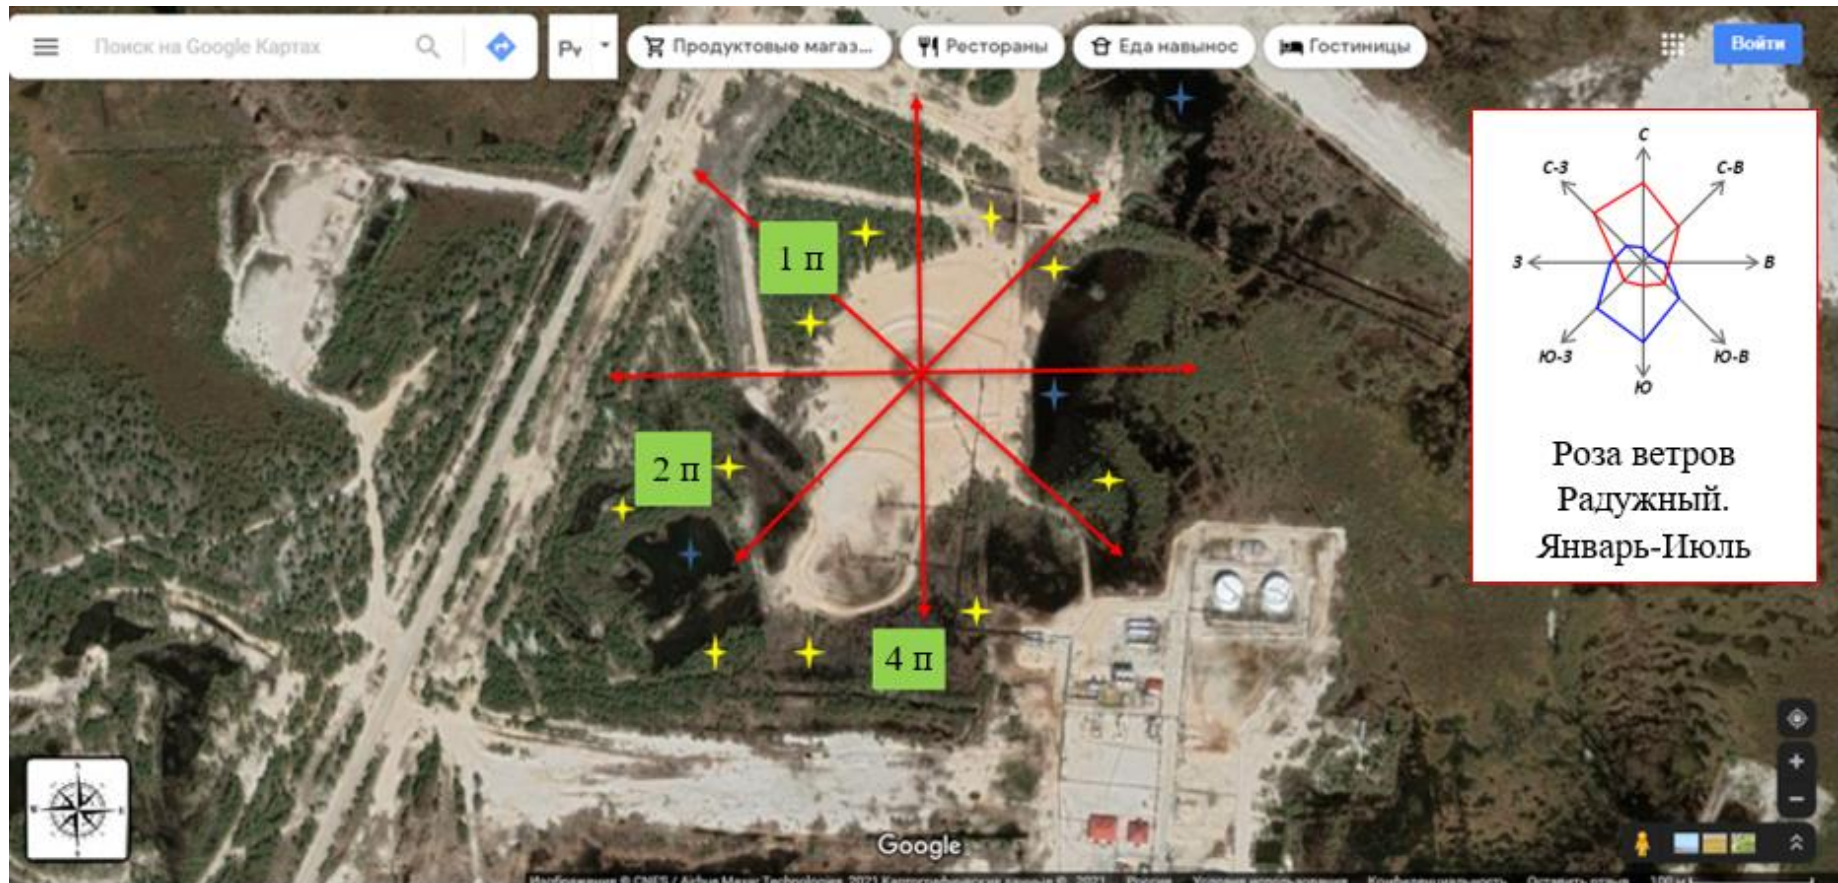 Поиск на Google Картах
Продуктовые магаз...
Рестораны
Еда навынос
Гостиницы
Войти
С
С-З
С-В
З
В
Ю-З
Ю-В
Ю
Роза ветров
Радужный.
Январь-Июль
1 п
2 п
4 п
Google